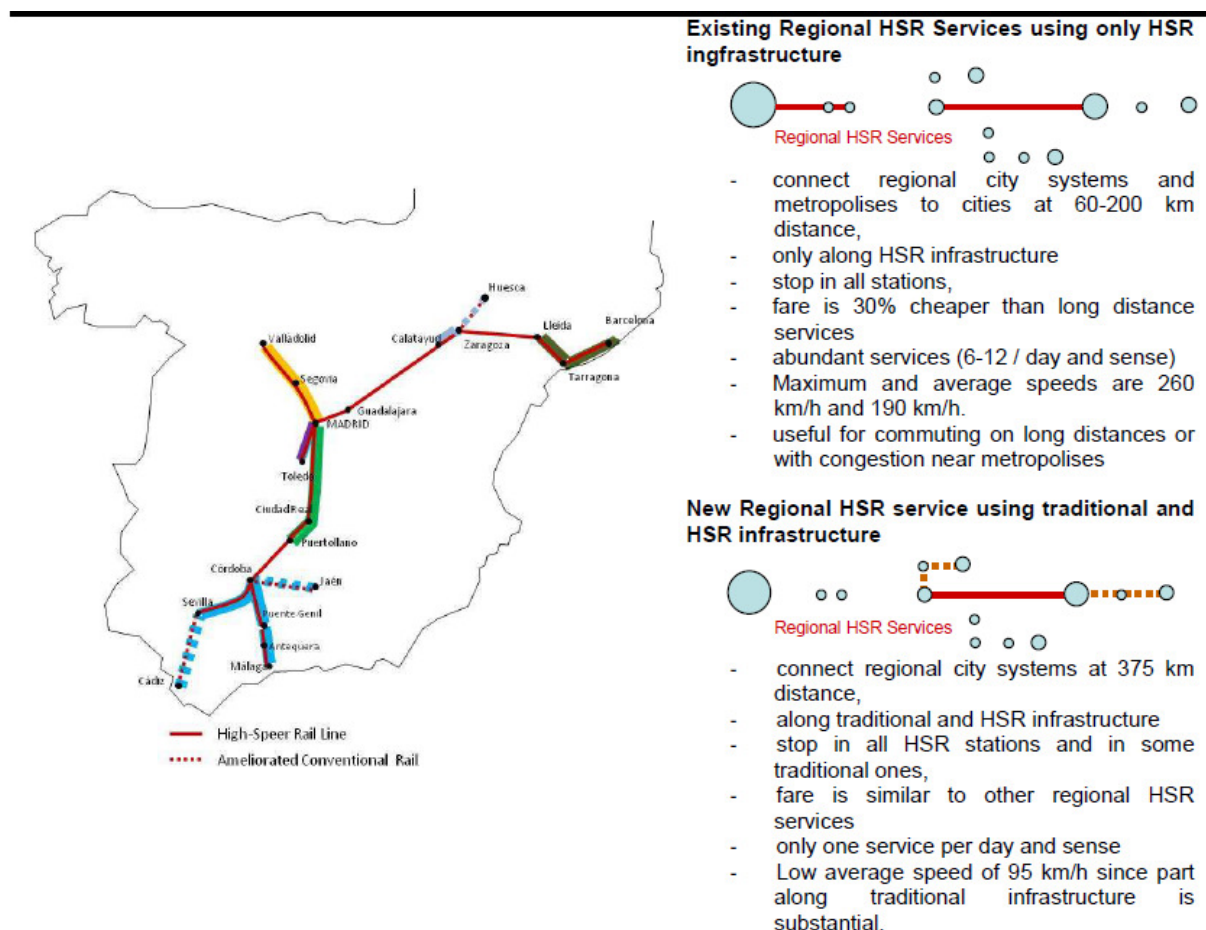 Existing Regional HSR Services using only HSR
ingfrastructure
Regional HSR Services
- connect regional city systems and
metropolises to cities at 60-200 km
distance,
- only along HSR infrastructure
- stop in all stations,
- fare is 30% cheaper than long distance
services
- abundant services (6-12 / day and sense)
- Maximum and average speeds are 260
km/h and 190 km/h.
- useful for commuting on long distances or
with congestion near metropolises
New Regional HSR service using traditional and
HSR infrastructure
Regional HSR Services
- connect regional city systems at 375 km
distance,
- along traditional and HSR infrastructure
- stop in all HSR stations and in some
traditional ones,
- fare is similar to other regional HSR
services
- only one service per day and sense
- Low average speed of 95 km/h since part
along traditional infrastructure is
substantial.
Huesca
Lleida
Barcelona
Valladolid
Calatayud
Zaragoza
Tarragona
Segovia
Guadalajara
MADRID
Toledo
Ciudad Real
Puertollano
Córdoba
Jaén
Sevilla
Puente-Genil
Antequera
Málaga
Cádiz
High-Speer Rail Line
Ameliorated Conventional Rail